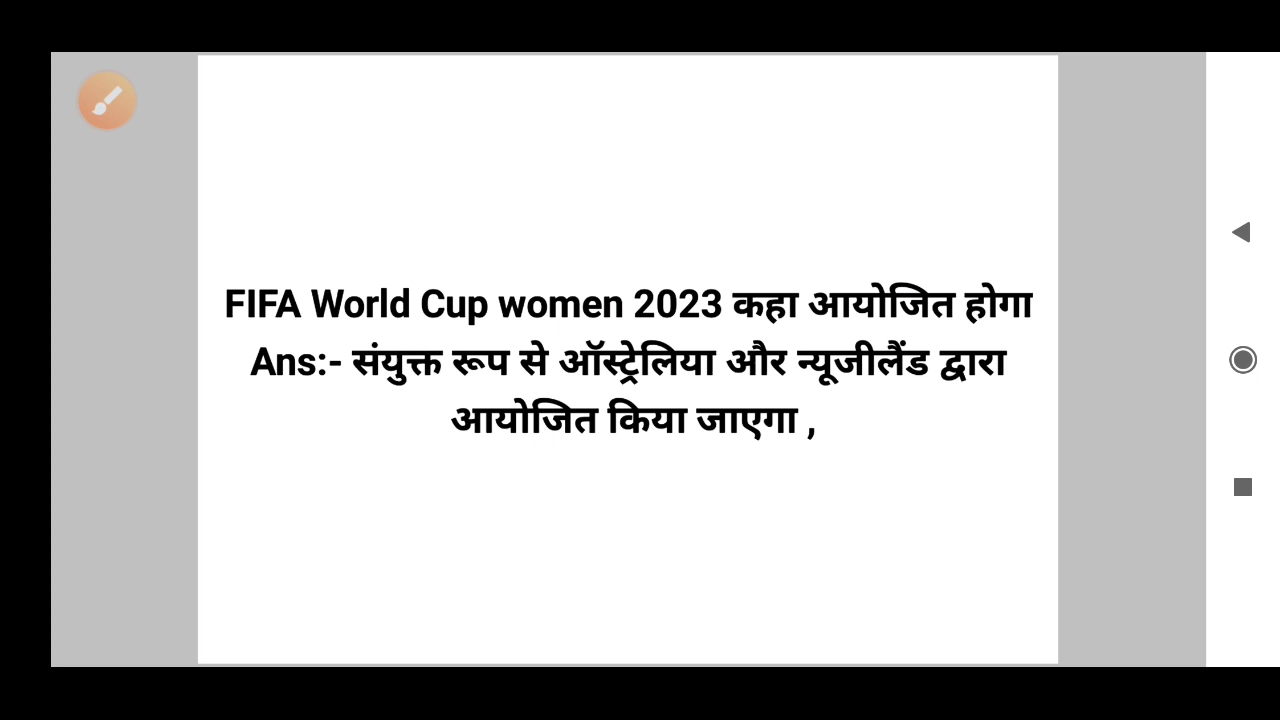 FIFA World Cup women 2023 कहा आयोजित होगा
Ans:- संयुक्त रूप से ऑस्ट्रेलिया और न्यूजीलैंड द्वारा
आयोजित किया जाएगा ,